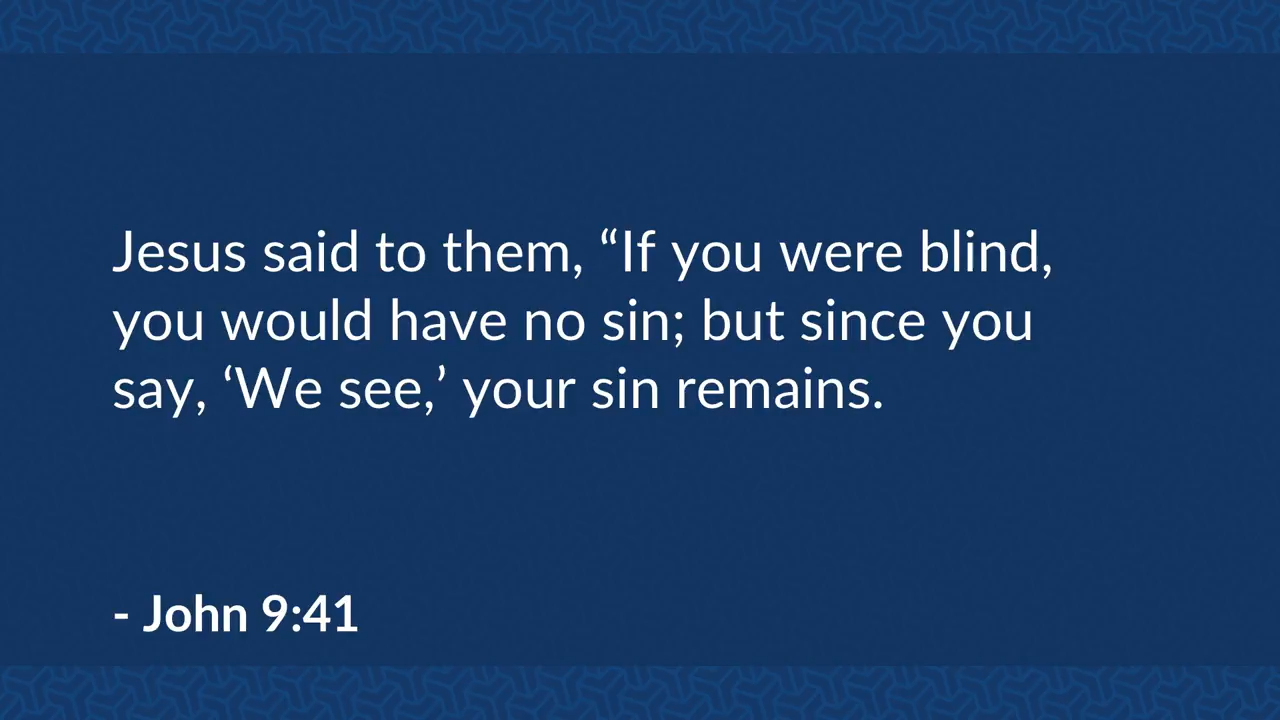 Jesus said to them, “If you were blind,
you would have no sin; but since you
say, ‘We see,’ your sin remains.
- John 9:41